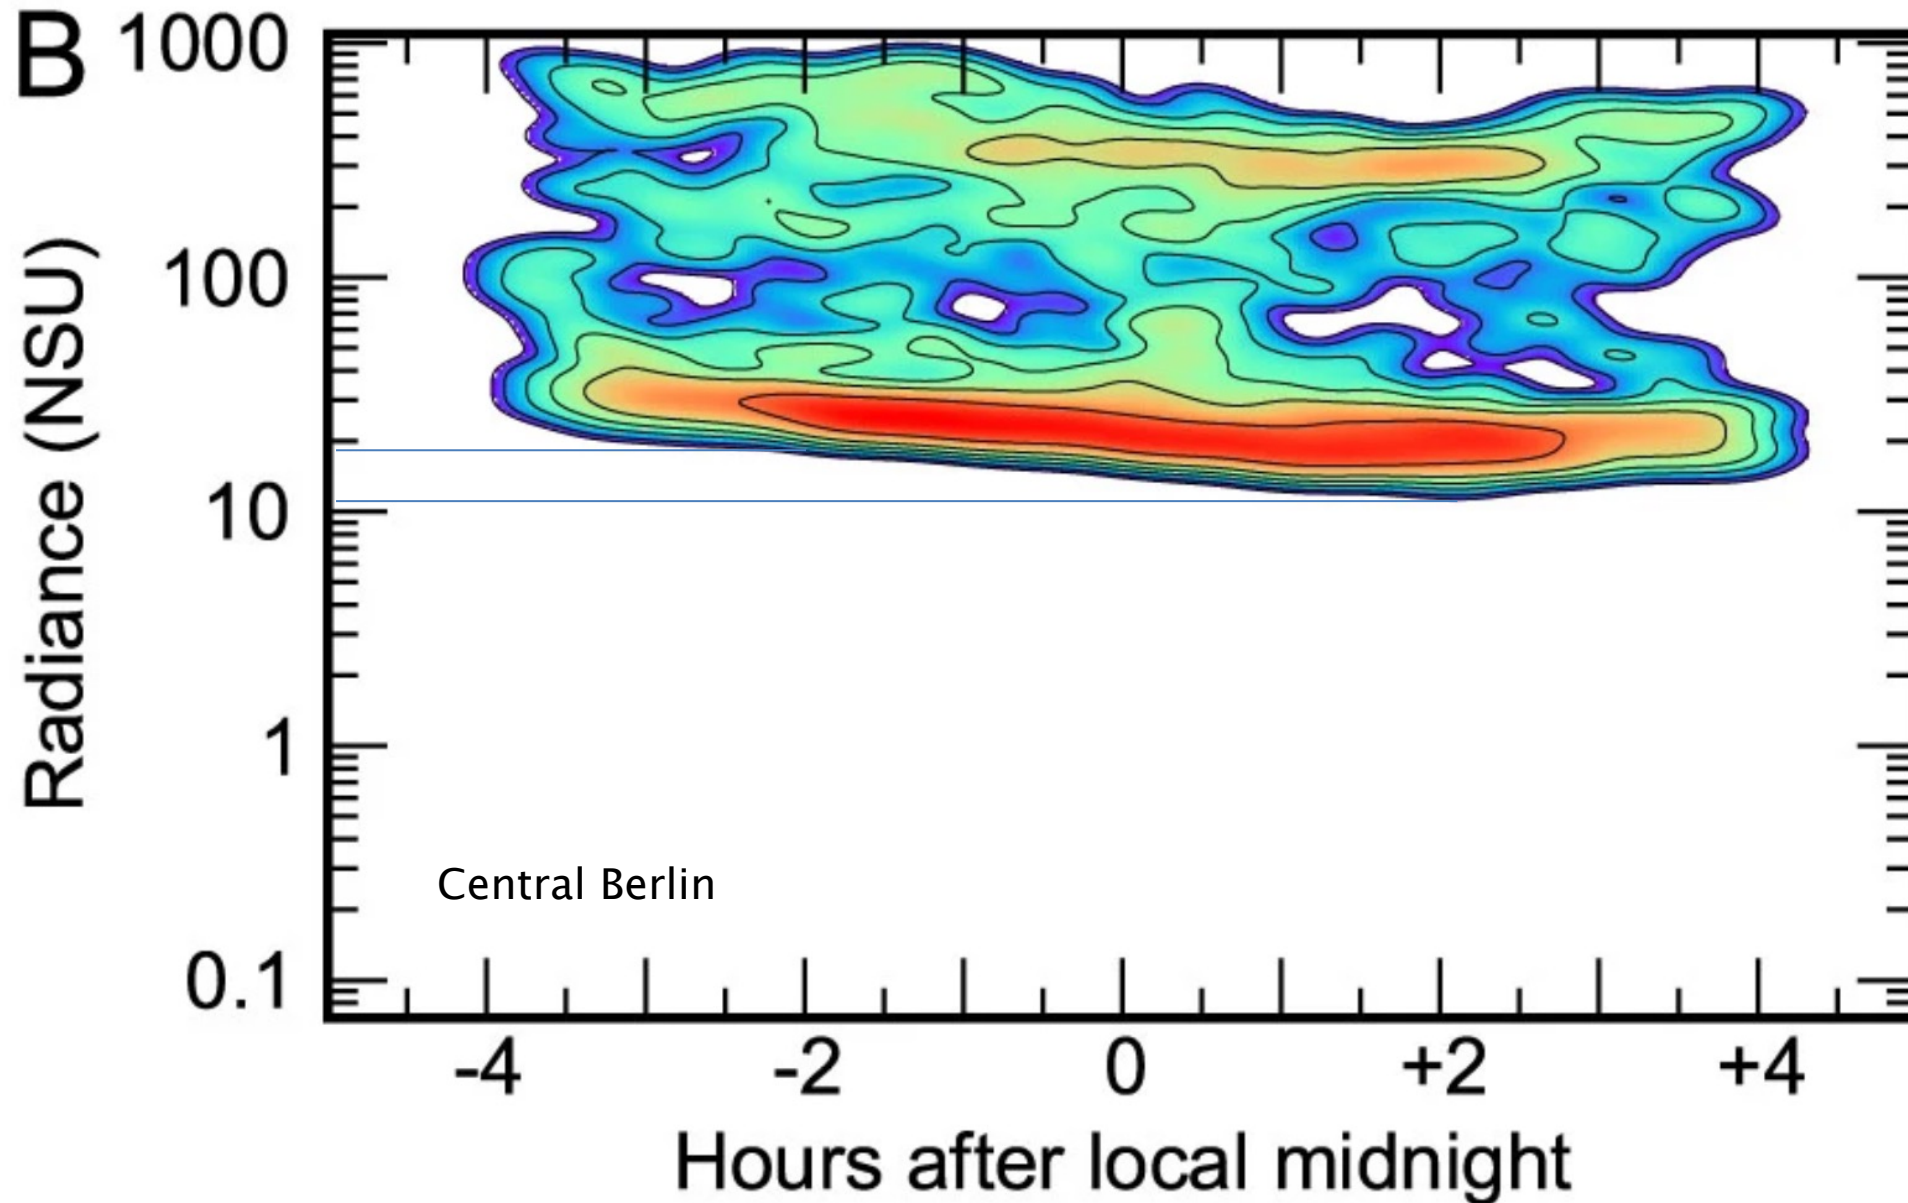 B
1000
100
10
1
0.1
Radiance (NSU)
Central Berlin
-4 -2 0 +2 +4
Hours after local midnight